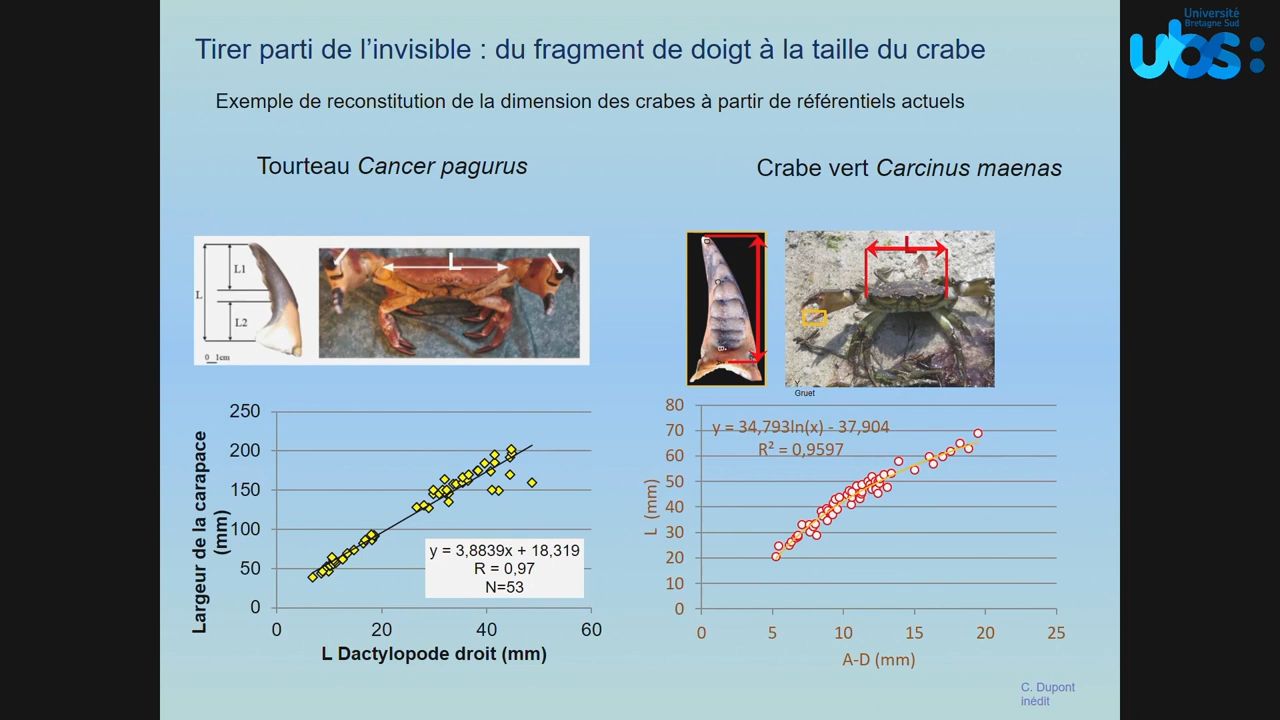 Université
Bretagne Sud
ubs:
Tirer parti de l'invisible : du fragment de doigt à la taille du crabe
Exemple de reconstitution de la dimension des crabes à partir de référentiels actuels
Tourteau Cancer pagurus
Crabe vert Carcinus maenas
L
L1
L2
0 1cm
L
D
C
B
L
Y
Gruet
250
200
150
100
50
0
0 20 40 60
Largeur de la carapace
(mm)
L Dactylopode droit (mm)
y = 3,8839x + 18,319
R = 0,97
N=53
80
70
60
50
40
30
20
10
0
0 5 10 15 20 25
L (mm)
A-D (mm)
y = 34,793ln(x) - 37,904
R² = 0,9597
C. Dupont
inédit